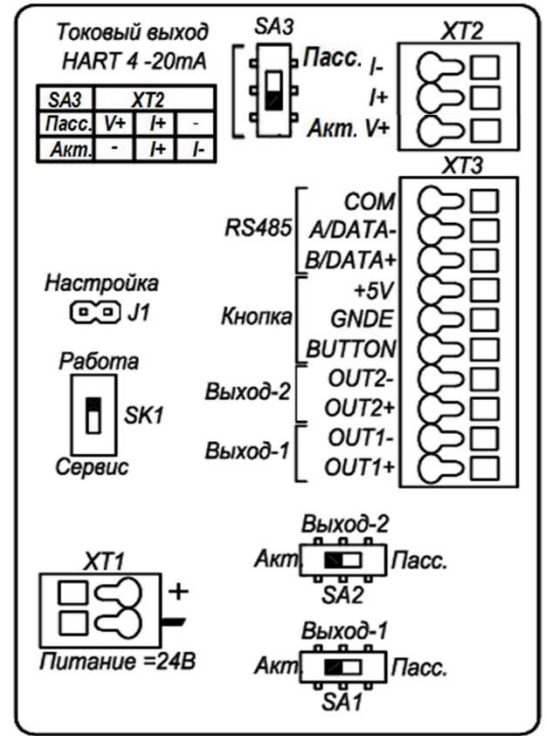 Токовый выход
HART 4 -20mA
SA3 XT2
Пасс. V+ I+ -
Акт. - I+ I-
SA3
Пасс.
Акт.
XT2
I-
I+
V+
XT3
RS485
COM
A/DATA-
B/DATA+
Кнопка
+5V
GNDE
BUTTON
Выход-2
OUT2-
OUT2+
Выход-1
OUT1-
OUT1+
Настройка
J1
Работа
SK1
Сервис
XT1
+
-
Питание =24В
Выход-2
Акт. Пасс.
SA2
Выход-1
Акт. Пасс.
SA1